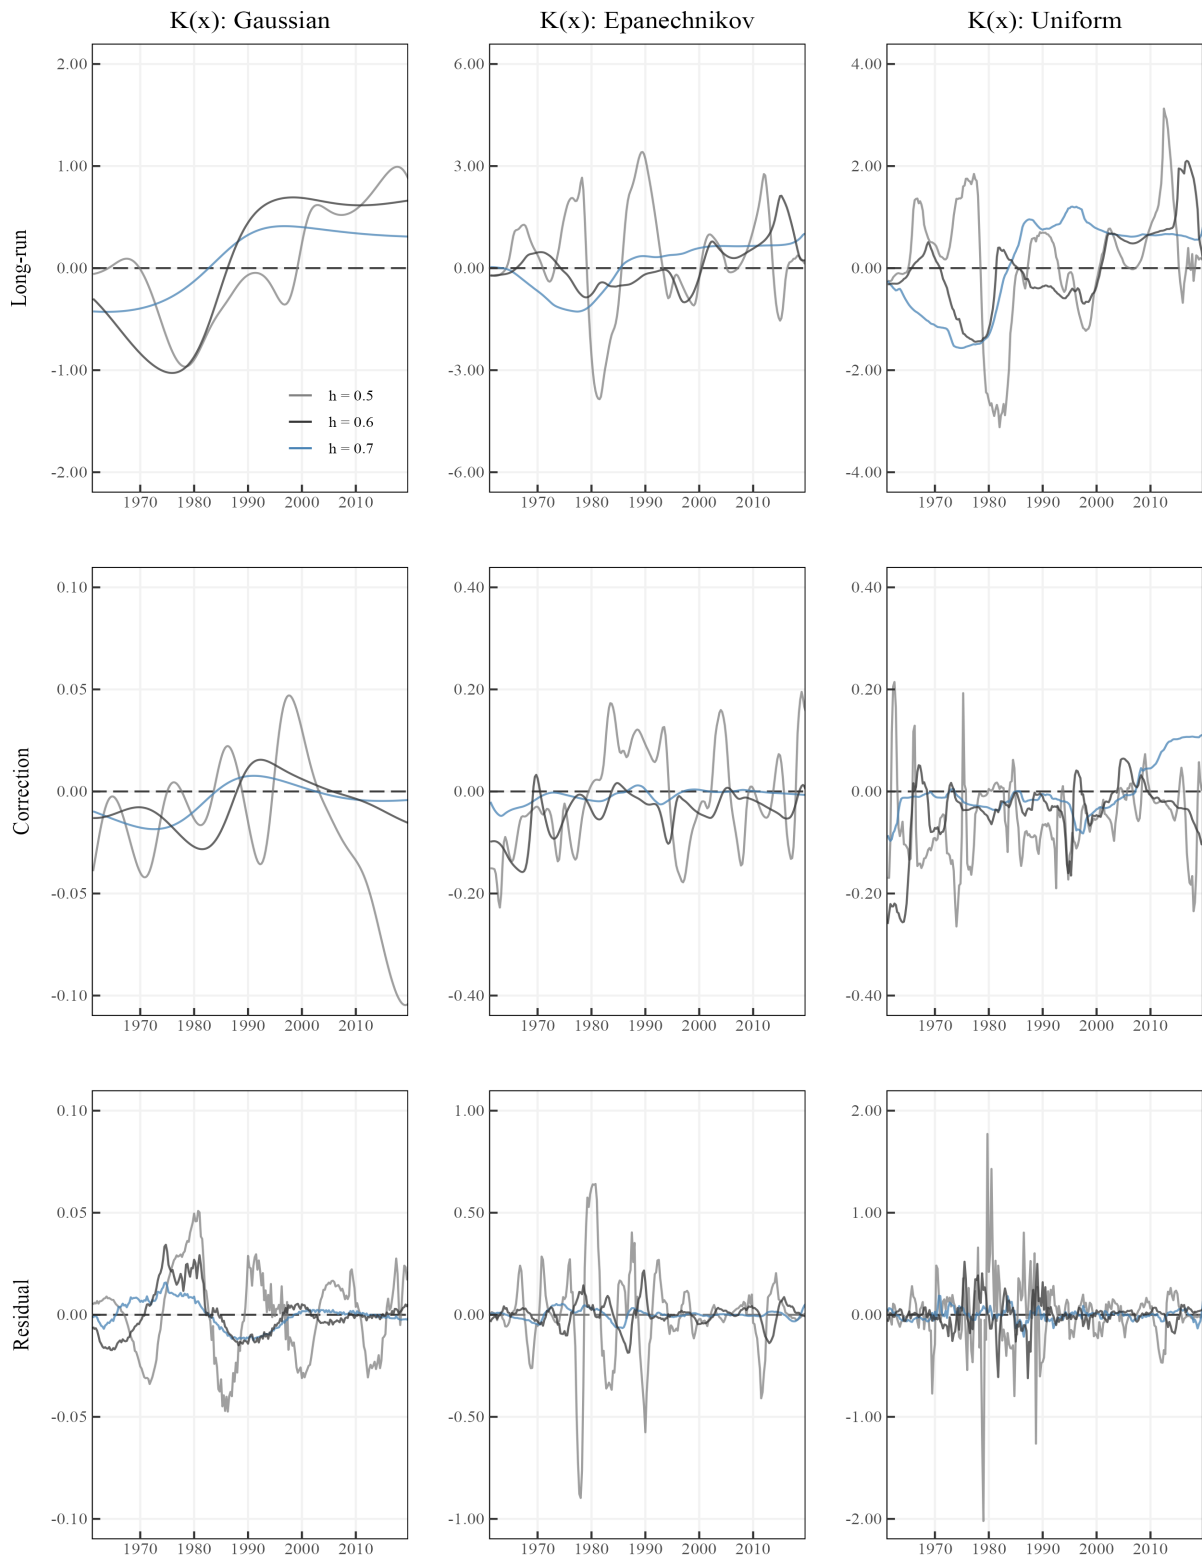 K(x): Gaussian K(x): Epanechnikov K(x): Uniform
Long-run
2.00
1.00
0.00
-1.00
-2.00
1970 1980 1990 2000 2010
h = 0.5
h = 0.6
h = 0.7
6.00
3.00
0.00
-3.00
-6.00
1970 1980 1990 2000 2010
4.00
2.00
0.00
-2.00
-4.00
1970 1980 1990 2000 2010
Correction
0.10
0.05
0.00
-0.05
-0.10
1970 1980 1990 2000 2010
0.40
0.20
0.00
-0.20
-0.40
1970 1980 1990 2000 2010
0.40
0.20
0.00
-0.20
-0.40
1970 1980 1990 2000 2010
Residual
0.10
0.05
0.00
-0.05
-0.10
1970 1980 1990 2000 2010
1.00
0.50
0.00
-0.50
-1.00
1970 1980 1990 2000 2010
2.00
1.00
0.00
-1.00
-2.00
1970 1980 1990 2000 2010